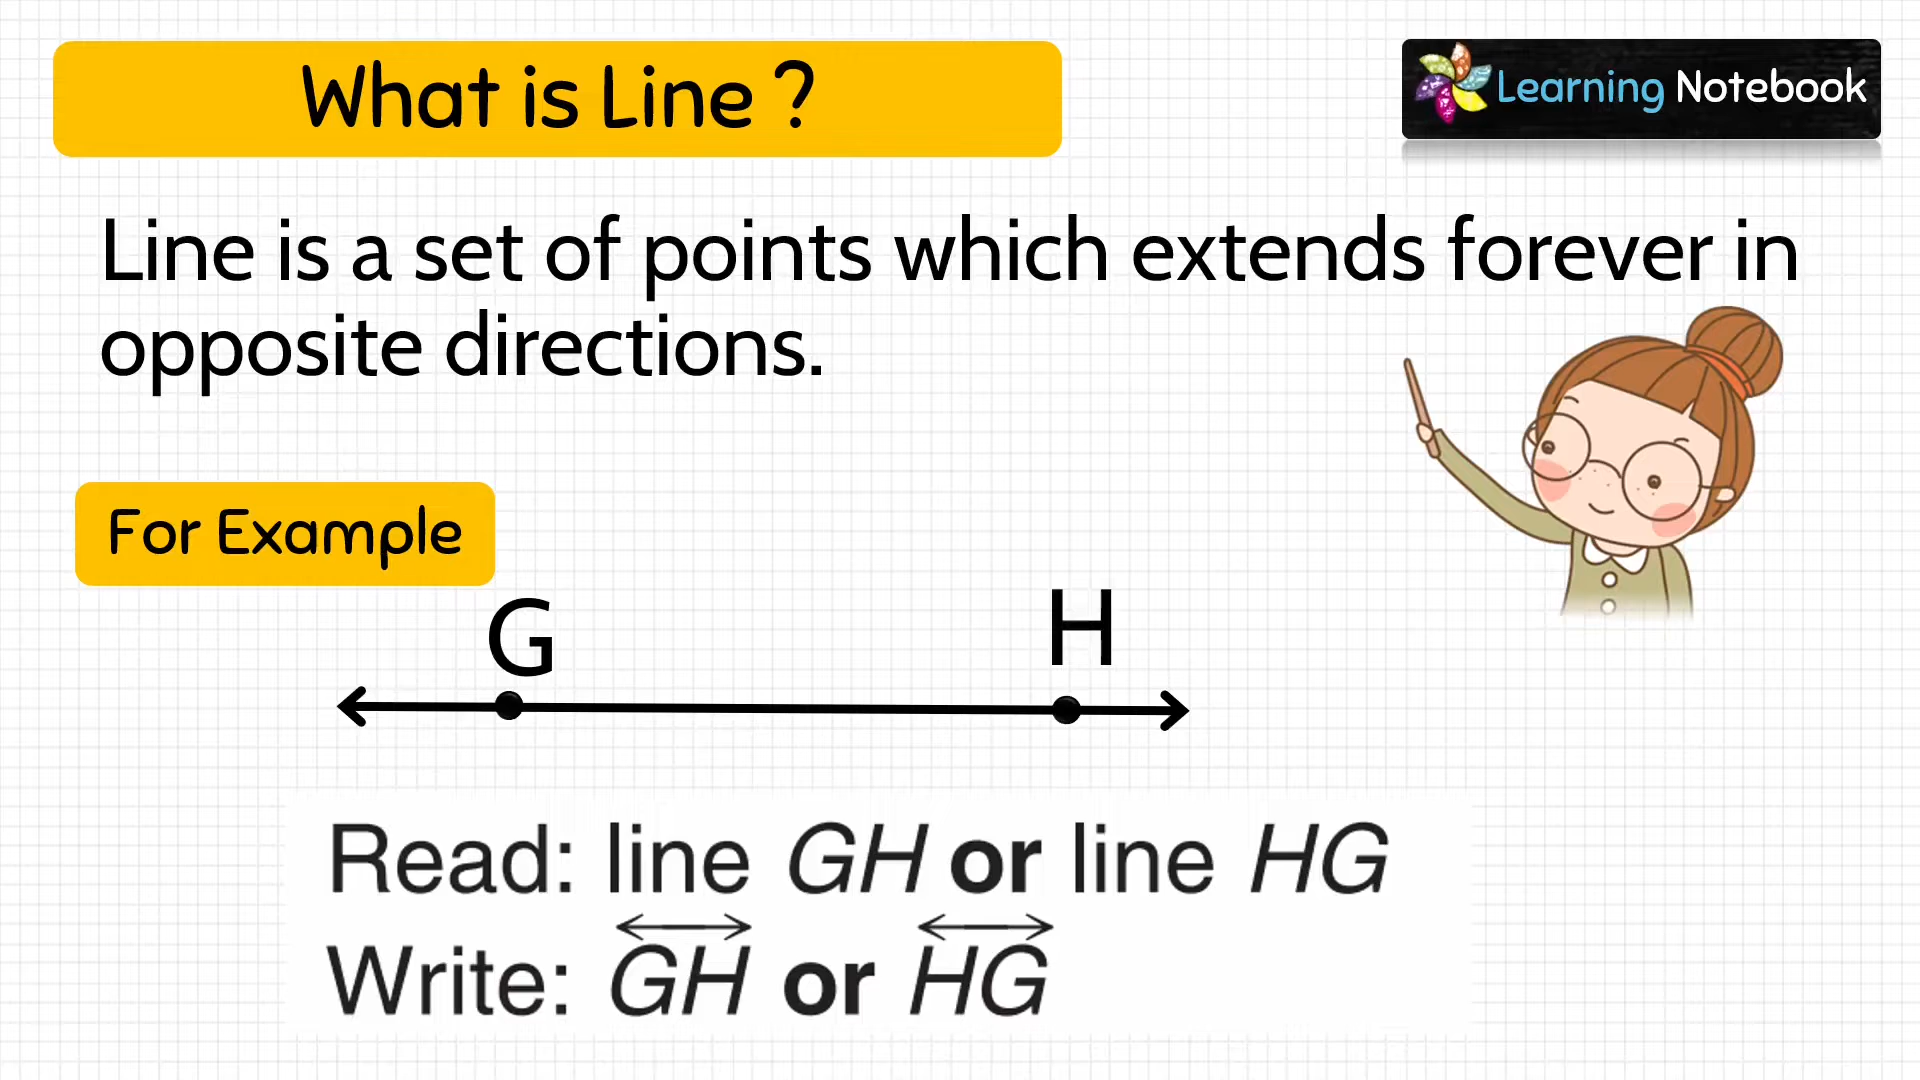 What is Line ?
Learning Notebook
Line is a set of points which extends forever in
opposite directions.
For Example
G H
Read: line GH or line HG
Write: GH or HG